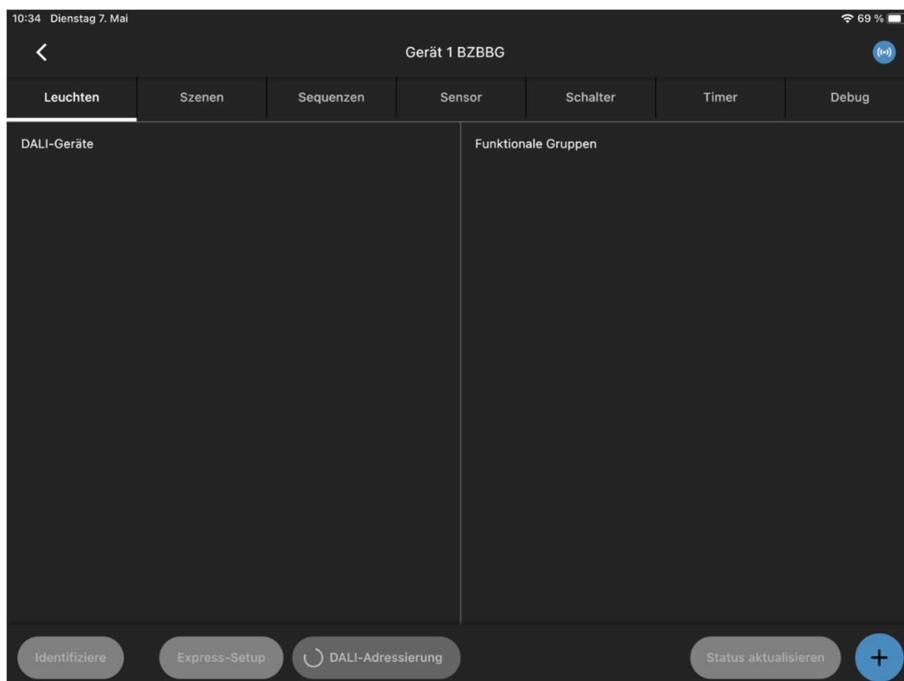 10:34 Dienstag 7. Mai 69 %
Gerät 1 BZBBG
Leuchten Szenen Sequenzen Sensor Schalter Timer Debug
DALI-Geräte Funktionale Gruppen
Identifiziere Express-Setup DALI-Adressierung Status aktualisieren +